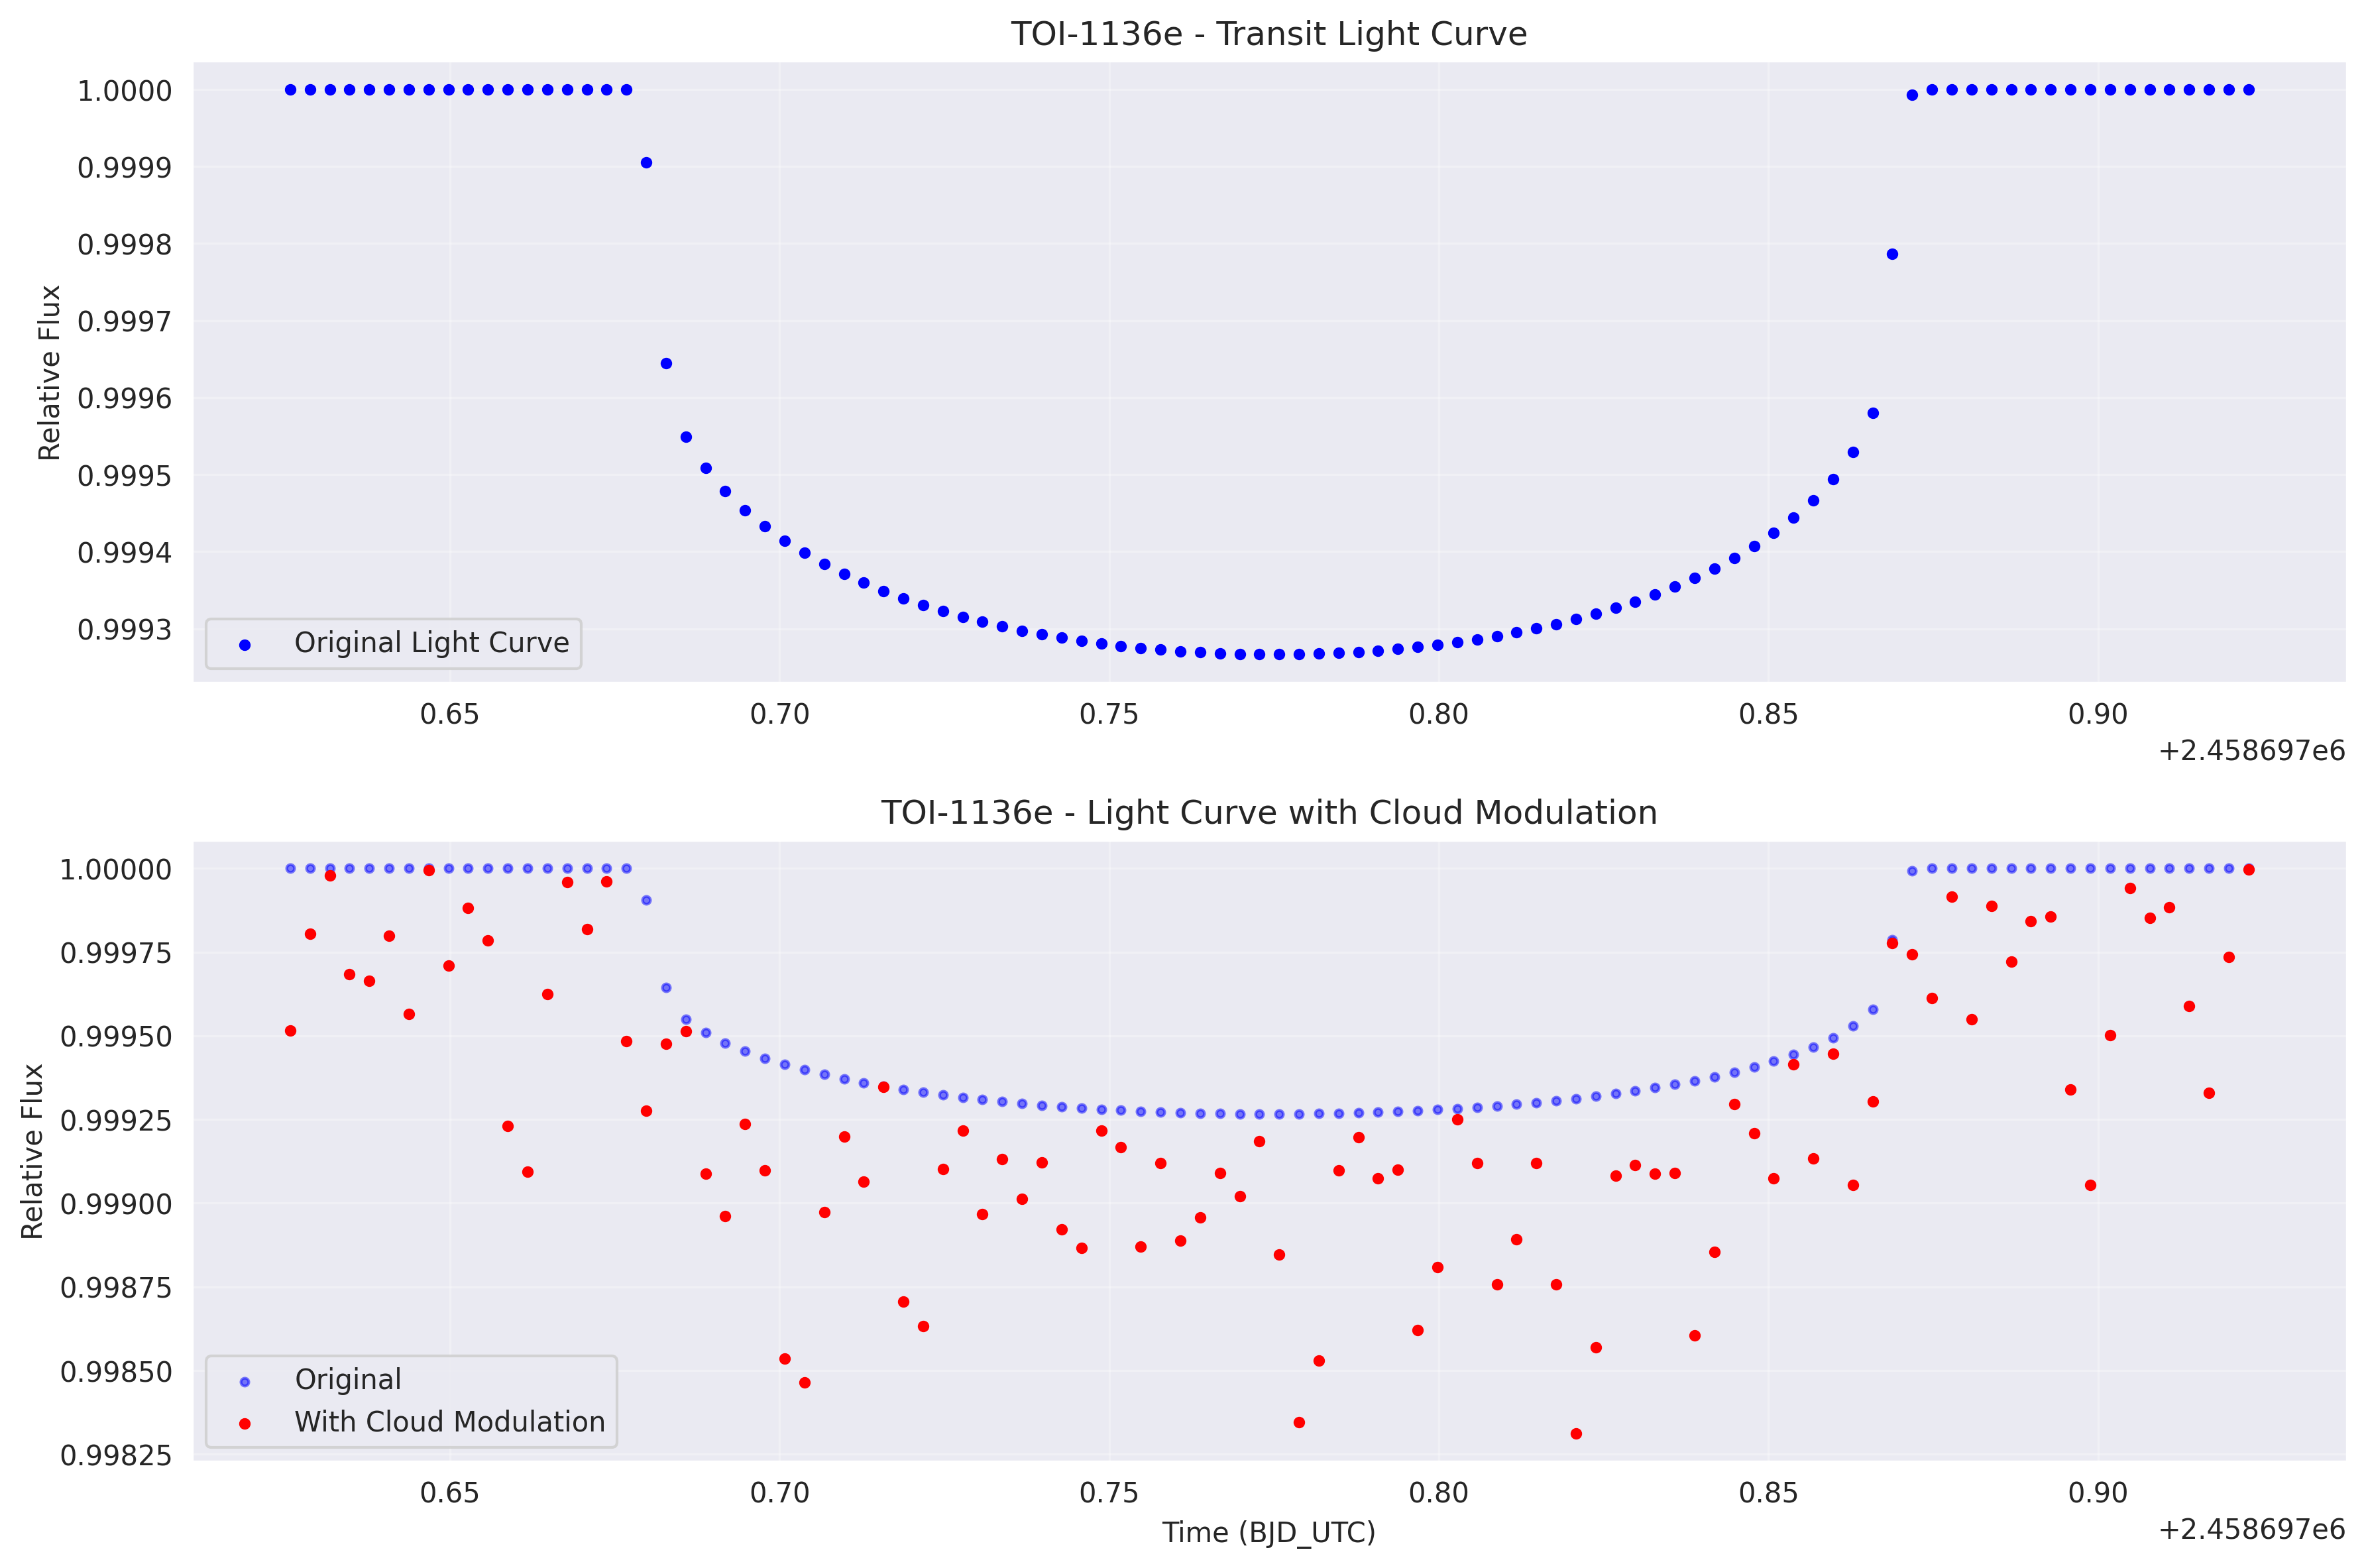 TOI-1136e - Transit Light Curve
1.0000
0.9999
0.9998
0.9997
0.9996
0.9995
0.9994
0.9993
Relative Flux
Original Light Curve
0.65 0.70 0.75 0.80 0.85 0.90
+2.458697e6
TOI-1136e - Light Curve with Cloud Modulation
1.00000
0.99975
0.99950
0.99925
0.99900
0.99875
0.99850
0.99825
Relative Flux
Original
With Cloud Modulation
0.65 0.70 0.75 0.80 0.85 0.90
Time (BJD_UTC)
+2.458697e6